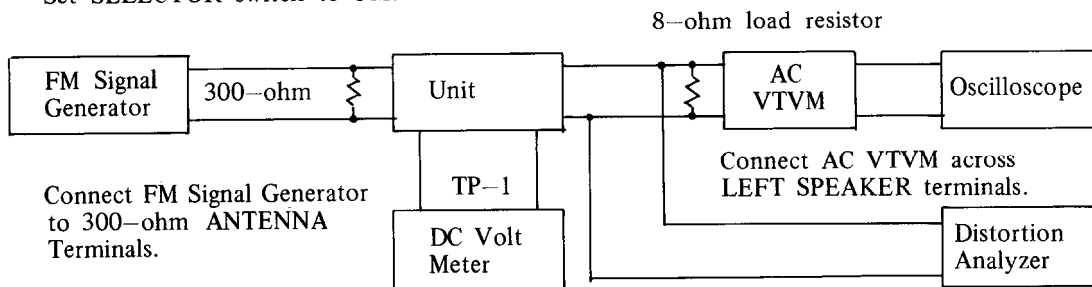 Set SELECTOR switch to
8-ohm load resistor
FM Signal
Generator
300-ohm
Unit
AC
VTVM
Oscilloscope
Connect FM Signal Generator
to 300-ohm ANTENNA
Terminals.
TP-1
DC Volt
Meter
Connect AC VTVM across
LEFT SPEAKER terminals.
Distortion
Analyzer